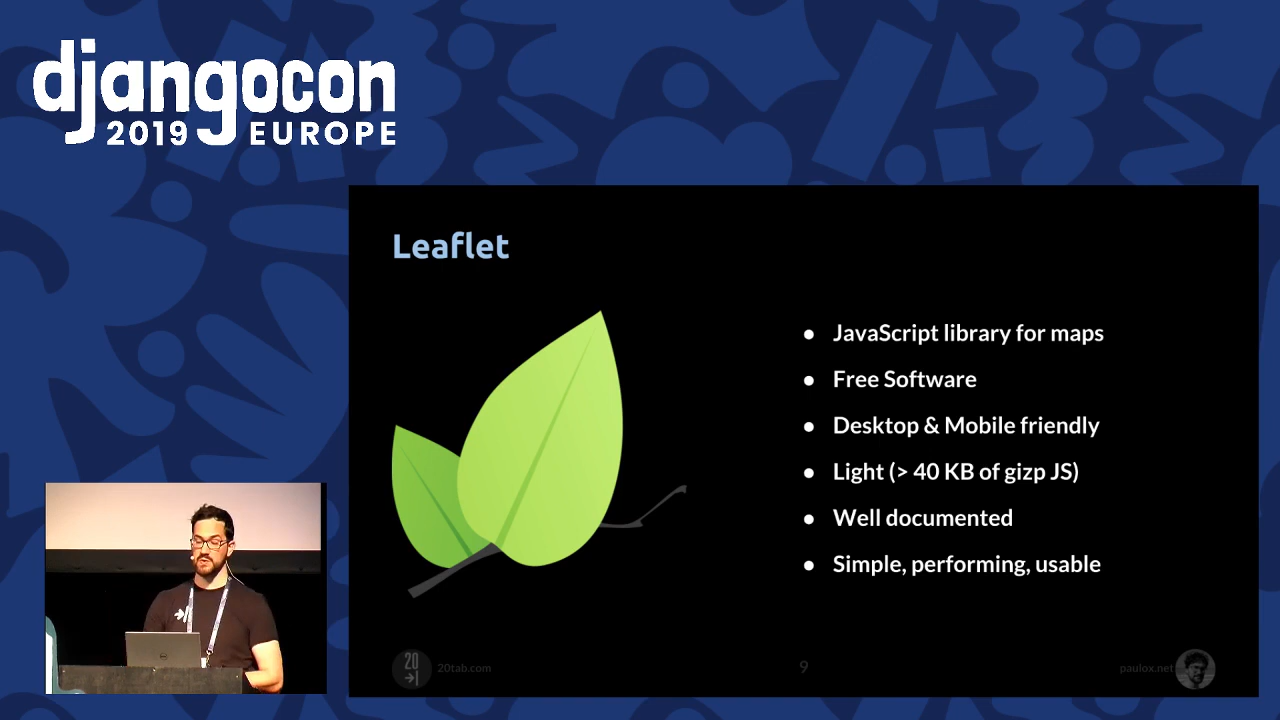 djangocon
2019 EUROPE
Leaflet
● JavaScript library for maps
● Free Software
● Desktop & Mobile friendly
● Light (> 40 KB of gizp JS)
● Well documented
● Simple, performing, usable
20
20tab.com
9
paulox.net